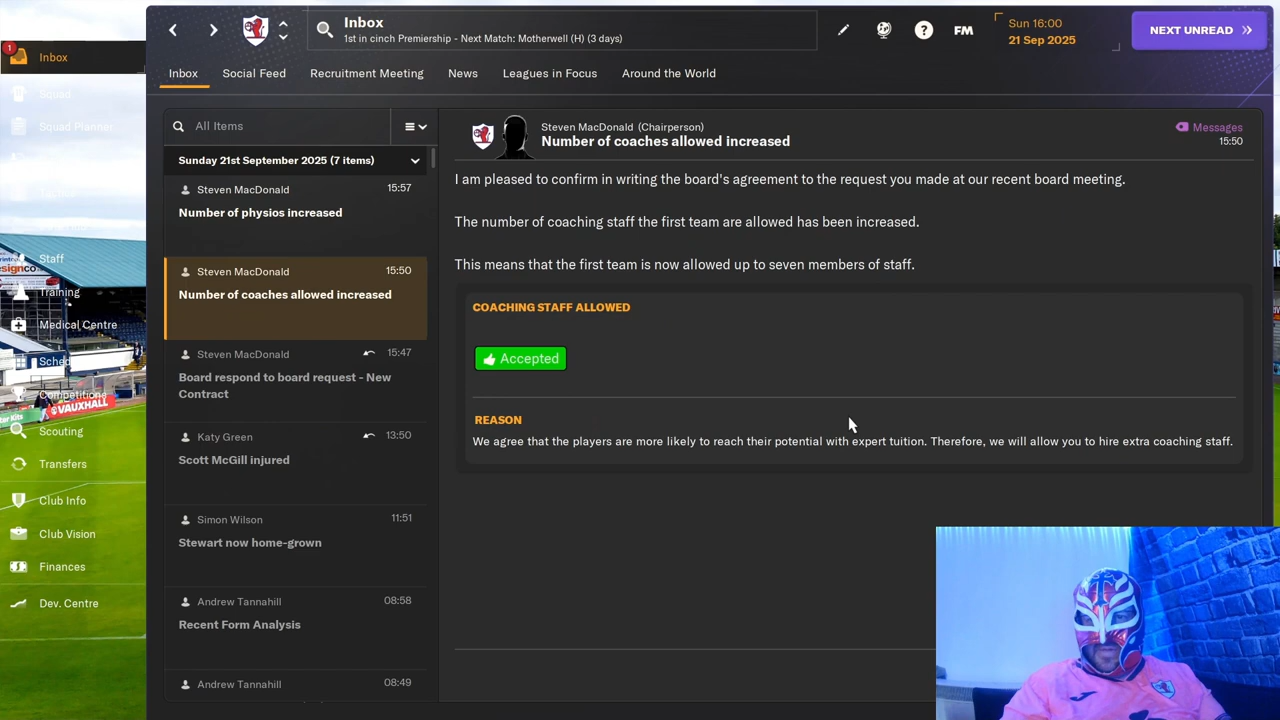 Inbox
1st in cinch Premiership - Next Match: Motherwell (H) (3 days)
FM
Sun 16:00
21 Sep 2025
NEXT UNREAD
1
Inbox
Squad
Squad Planner
Staff
Training
Medical Centre
Sched
Competitions
Scouting
Transfers
Club Info
Club Vision
Finances
Dev. Centre
Inbox
Social Feed
Recruitment Meeting
News
Leagues in Focus
Around the World
All Items
Sunday 21st September 2025 (7 items)
Steven MacDonald 15:57
Number of physios increased
Steven MacDonald 15:50
Number of coaches allowed increased
Steven MacDonald 15:47
Board respond to board request - New
Contract
Katy Green 13:50
Scott McGill injured
Simon Wilson 11:51
Stewart now home-grown
Andrew Tannahill 08:58
Recent Form Analysis
Andrew Tannahill 08:49
Steven MacDonald (Chairperson)
Number of coaches allowed increased
Messages
15:50
I am pleased to confirm in writing the board's agreement to the request you made at our recent board meeting.
The number of coaching staff the first team are allowed has been increased.
This means that the first team is now allowed up to seven members of staff.
COACHING STAFF ALLOWED
Accepted
REASON
We agree that the players are more likely to reach their potential with expert tuition. Therefore, we will allow you to hire extra coaching staff.
VAUXHALL